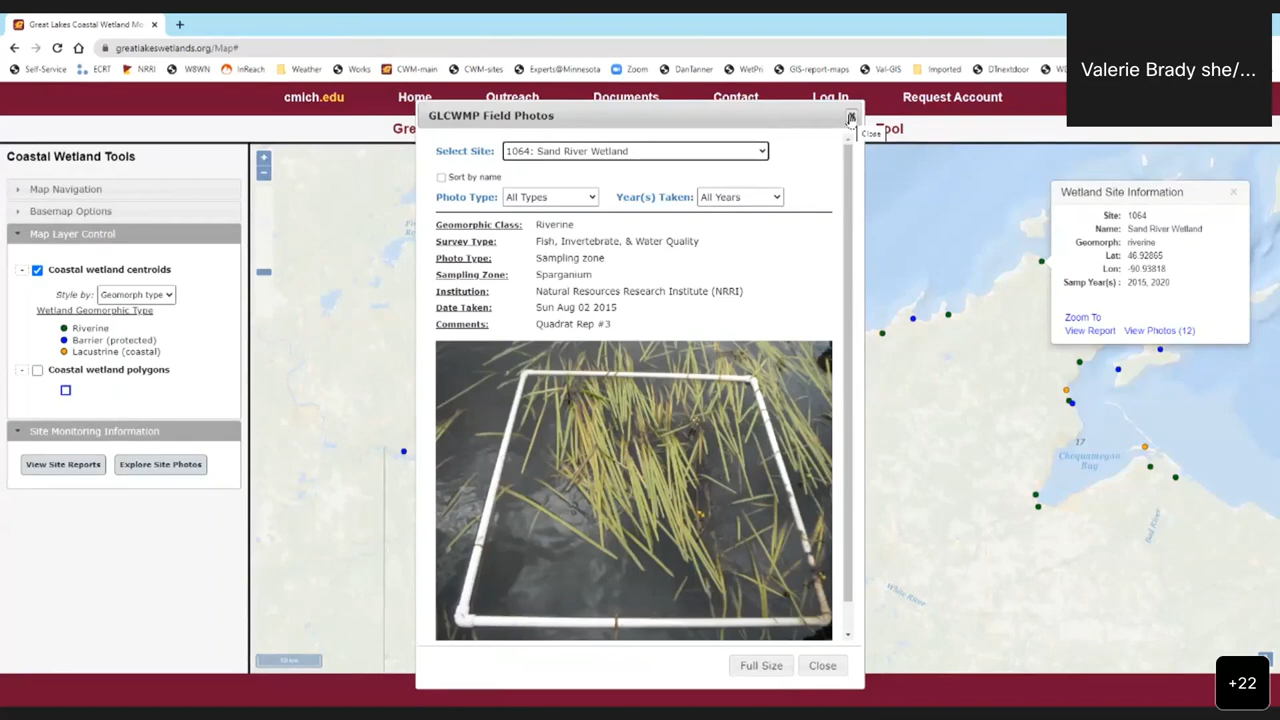 Great Lakes Coastal Wetland Mo
greatlakeswetlands.org/Map#
Self-Service ECRT NRRI W8WN InReach Weather Works CWM-main CWM-sites Experts@Minnesota Zoom DanTanner WetPri GIS-report-maps Val-GIS Imported DTnextdoor
Valerie Brady she/...
cmich.edu Home Outreach Documents Contact Log In Request Account
Gre
Tool
Coastal Wetland Tools
Map Navigation
Basemap Options
Map Layer Control
Coastal wetland centroids
Style by: Geomorph type
Wetland Geomorphic Type
Riverine
Barrier (protected)
Lacustrine (coastal)
Coastal wetland polygons
Site Monitoring Information
View Site Reports Explore Site Photos
GLCWMP Field Photos
Close
Select Site: 1064: Sand River Wetland
Sort by name
Photo Type: All Types Year(s) Taken: All Years
Geomorphic Class: Riverine
Survey Type: Fish, Invertebrate, & Water Quality
Photo Type: Sampling zone
Sampling Zone: Sparganium
Institution: Natural Resources Research Institute (NRRI)
Date Taken: Sun Aug 02 2015
Comments: Quadrat Rep #3
Full Size Close
Wetland Site Information
Site: 1064
Name: Sand River Wetland
Geomorph: riverine
Lat: 46.92865
Lon: -90.93818
Samp Year(s): 2015, 2020
Zoom To
View Report View Photos (12)
17
Chequamegon
Bay
Bad River
White River
10 km
+22